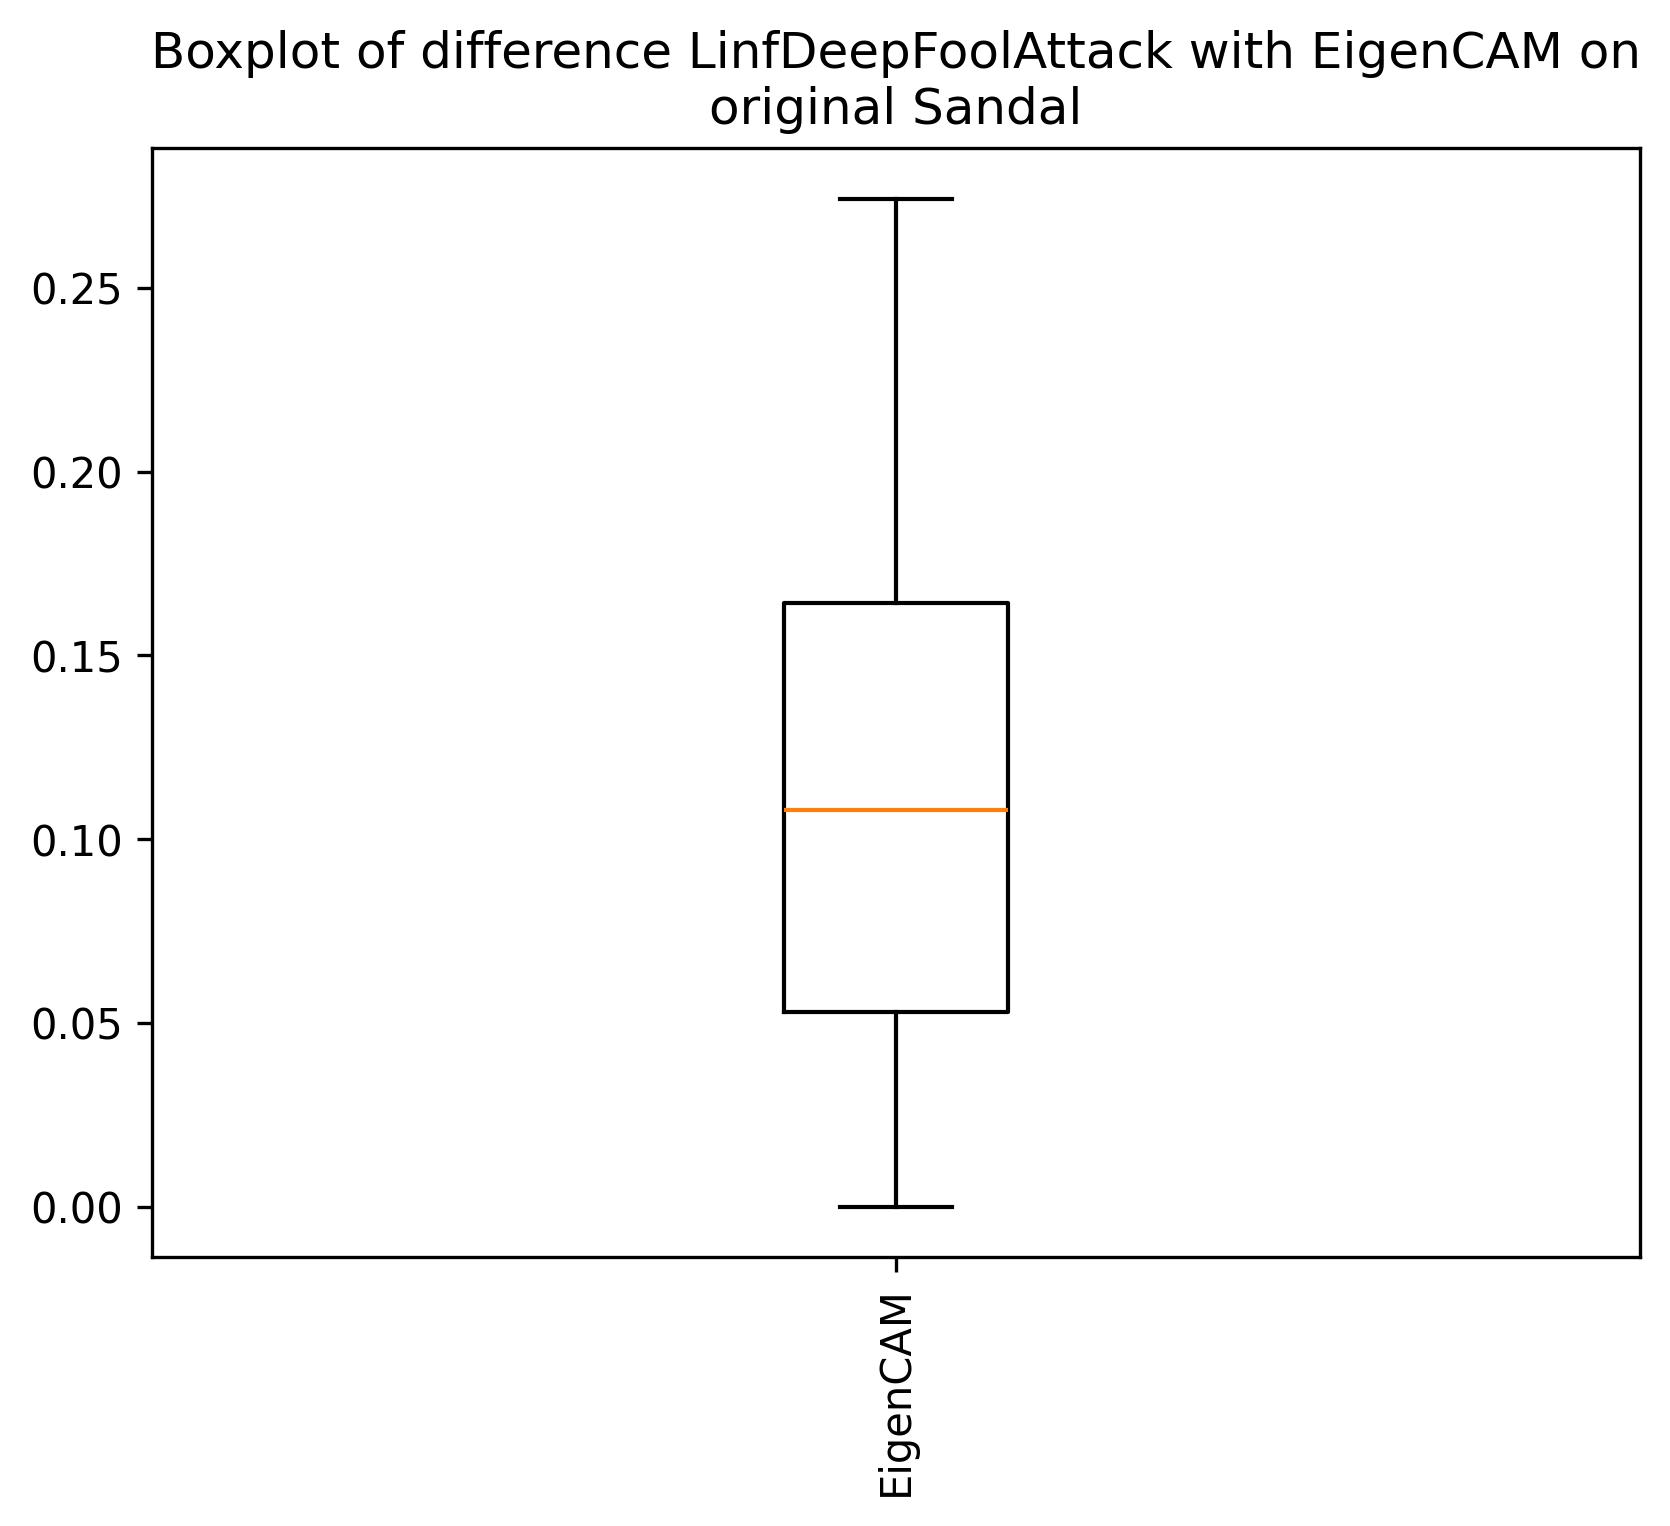 Boxplot of difference LinfDeepFoolAttack with EigenCAM on
original Sandal
0.25
0.20
0.15
0.10
0.05
0.00
EigenCAM